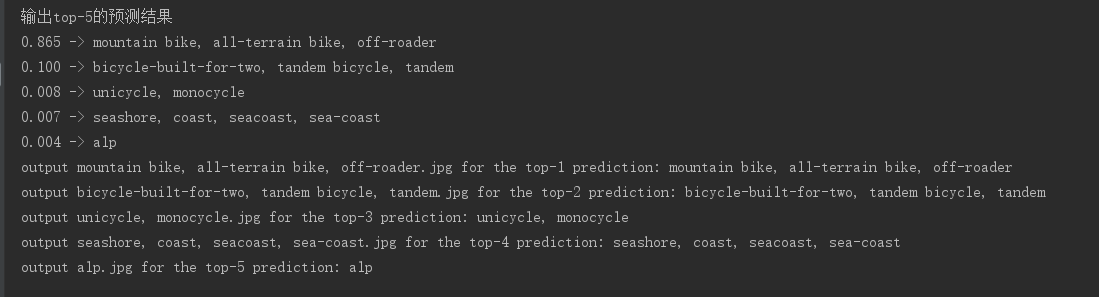 输出top-5的预测结果
0.865 -> mountain bike, all-terrain bike, off-roader
0.100 -> bicycle-built-for-two, tandem bicycle, tandem
0.008 -> unicycle, monocycle
0.007 -> seashore, coast, seacoast, sea-coast
0.004 -> alp
output mountain bike, all-terrain bike, off-roader.jpg for the top-1 prediction: mountain bike, all-terrain bike, off-roader
output bicycle-built-for-two, tandem bicycle, tandem.jpg for the top-2 prediction: bicycle-built-for-two, tandem bicycle, tandem
output unicycle, monocycle.jpg for the top-3 prediction: unicycle, monocycle
output seashore, coast, seacoast, sea-coast.jpg for the top-4 prediction: seashore, coast, seacoast, sea-coast
output alp.jpg for the top-5 prediction: alp